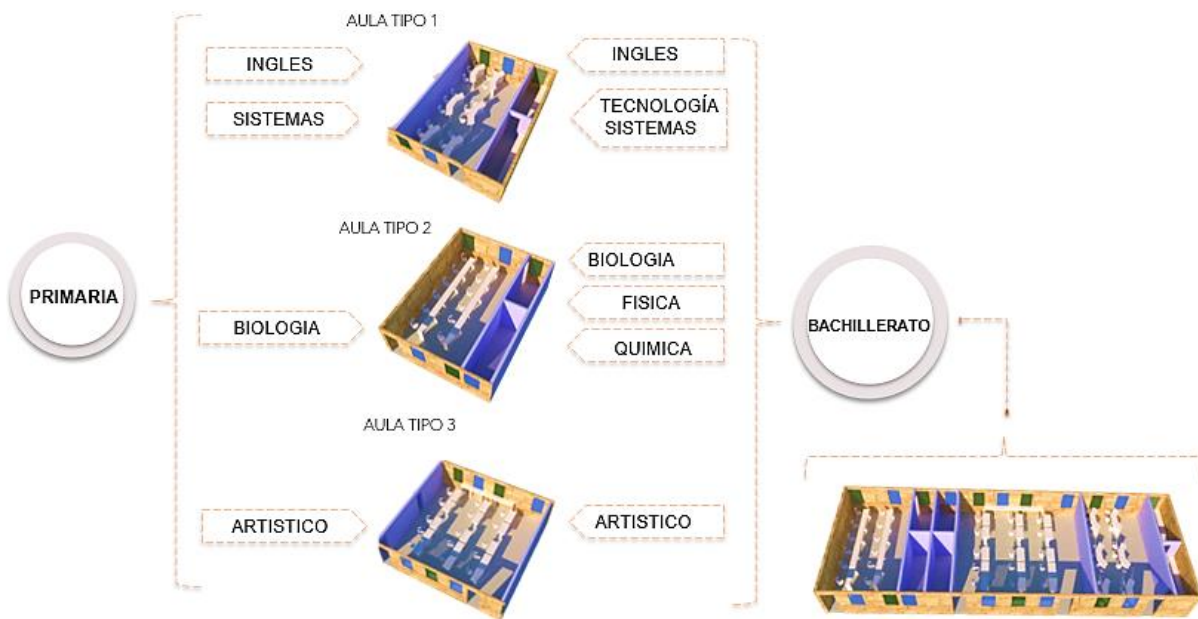 AULA TIPO 1
INGLES
SISTEMAS
INGLES
TECNOLOGÍA
SISTEMAS
AULA TIPO 2
PRIMARIA
BIOLOGIA
BIOLOGIA
FISICA
QUIMICA
BACHILLERATO
AULA TIPO 3
ARTISTICO
ARTISTICO